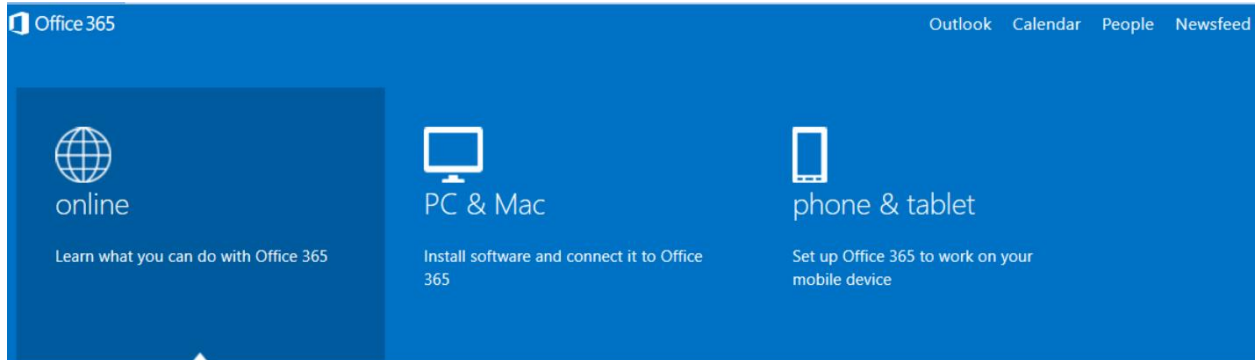 Office 365
Outlook Calendar People Newsfeed
online
Learn what you can do with Office 365
PC & Mac
Install software and connect it to Office
365
phone & tablet
Set up Office 365 to work on your
mobile device